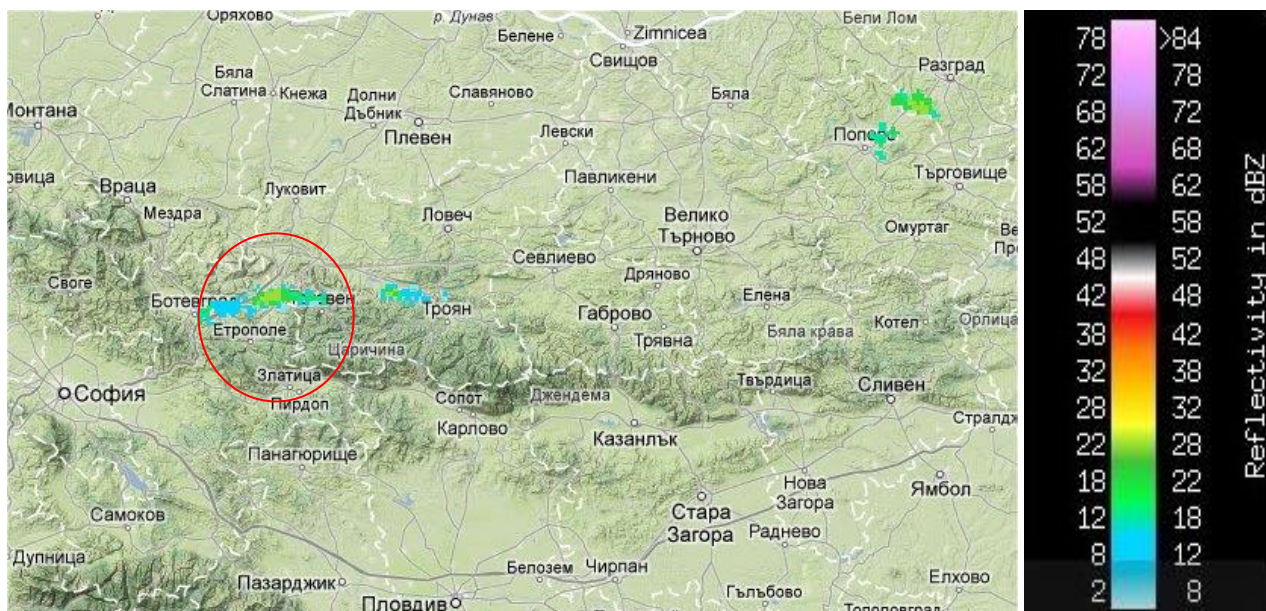 Оряхово
р. Дунав
Бели Лом
Белене
Zimnicea
Свищов
Разград
Бяла
Слатина
Кнежа
Долни
Дъбник
Славяново
Бяла
Монтана
Плевен
Левски
Попово
Търговище
Враца
Луковит
Павликени
Мездра
Ловеч
Велико
Търново
Омуртаг
Севлиево
Дряново
Своге
Ботевград
Троян
Габрово
Елена
Котел
Орлица
Етрополе
Трявна
Бяла крава
Царичина
Златица
Твърдица
София
Пирдоп
Сопот
Джендема
Сливен
Карлово
Казанлък
Панагюрище
Нова
Загора
Ямбол
Стара
Загора
Самоков
Раднево
Дупница
Пазарджик
Белозем
Чирпан
Гълъбово
Елхово
Пловдив
78 >84
72 78
68 72
62 68
58 62
52 58
48 52
42 48
38 42
32 38
28 32
22 28
18 22
12 18
8 12
2 8
Reflectivity in dBZ